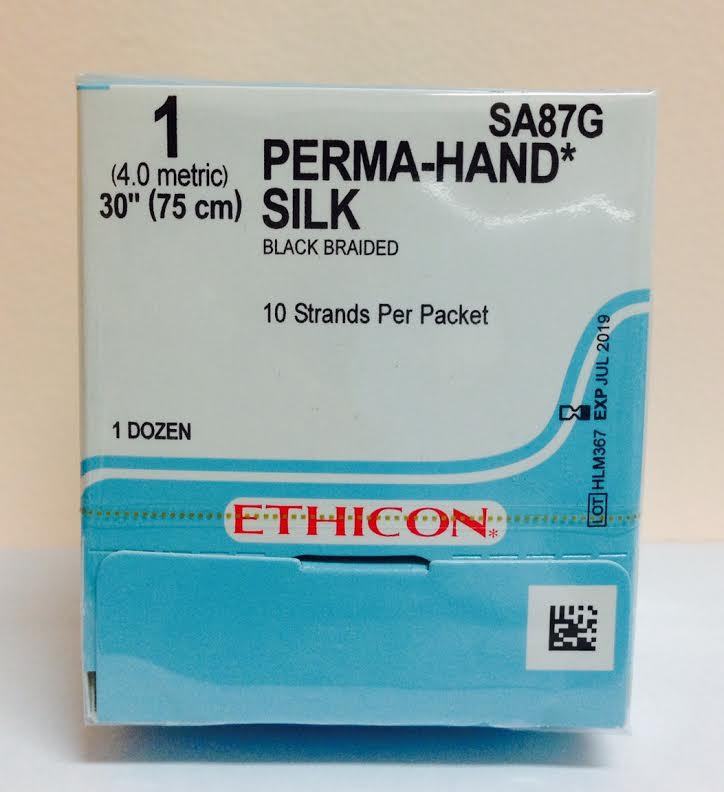 1
(4.0 metric)
30" (75 cm)
SA87G
PERMA-HAND*
SILK
BLACK BRAIDED
10 Strands Per Packet
1 DOZEN
LOT HLM367 EXP JUL 2019
ETHICON*